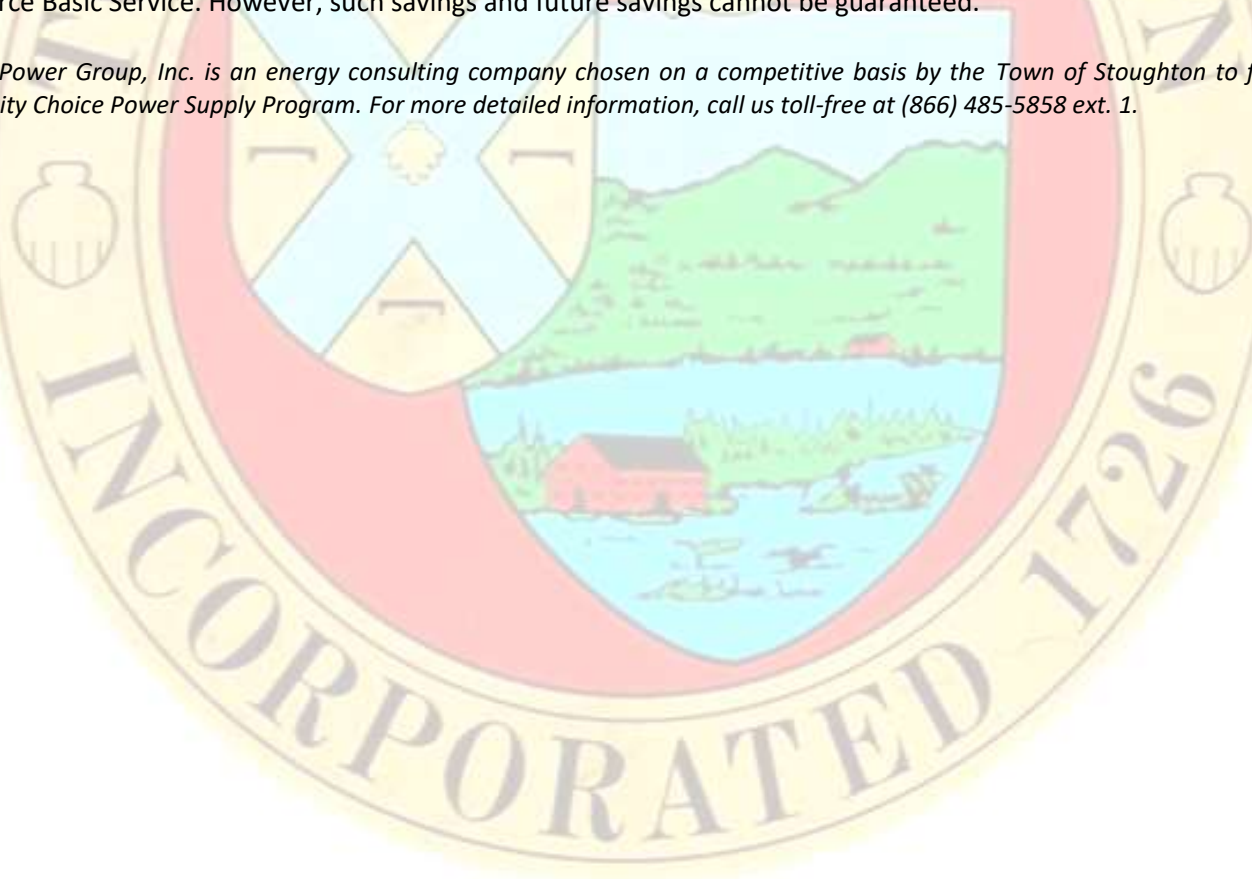 rce Basic Service. However, such savings and future savings cannot be guaranteed.
Power Group, Inc. is an energy consulting company chosen on a competitive basis by the Town of Stoughton to f
ity Choice Power Supply Program. For more detailed information, call us toll-free at (866) 485-5858 ext. 1.
INCORPORATED 1726